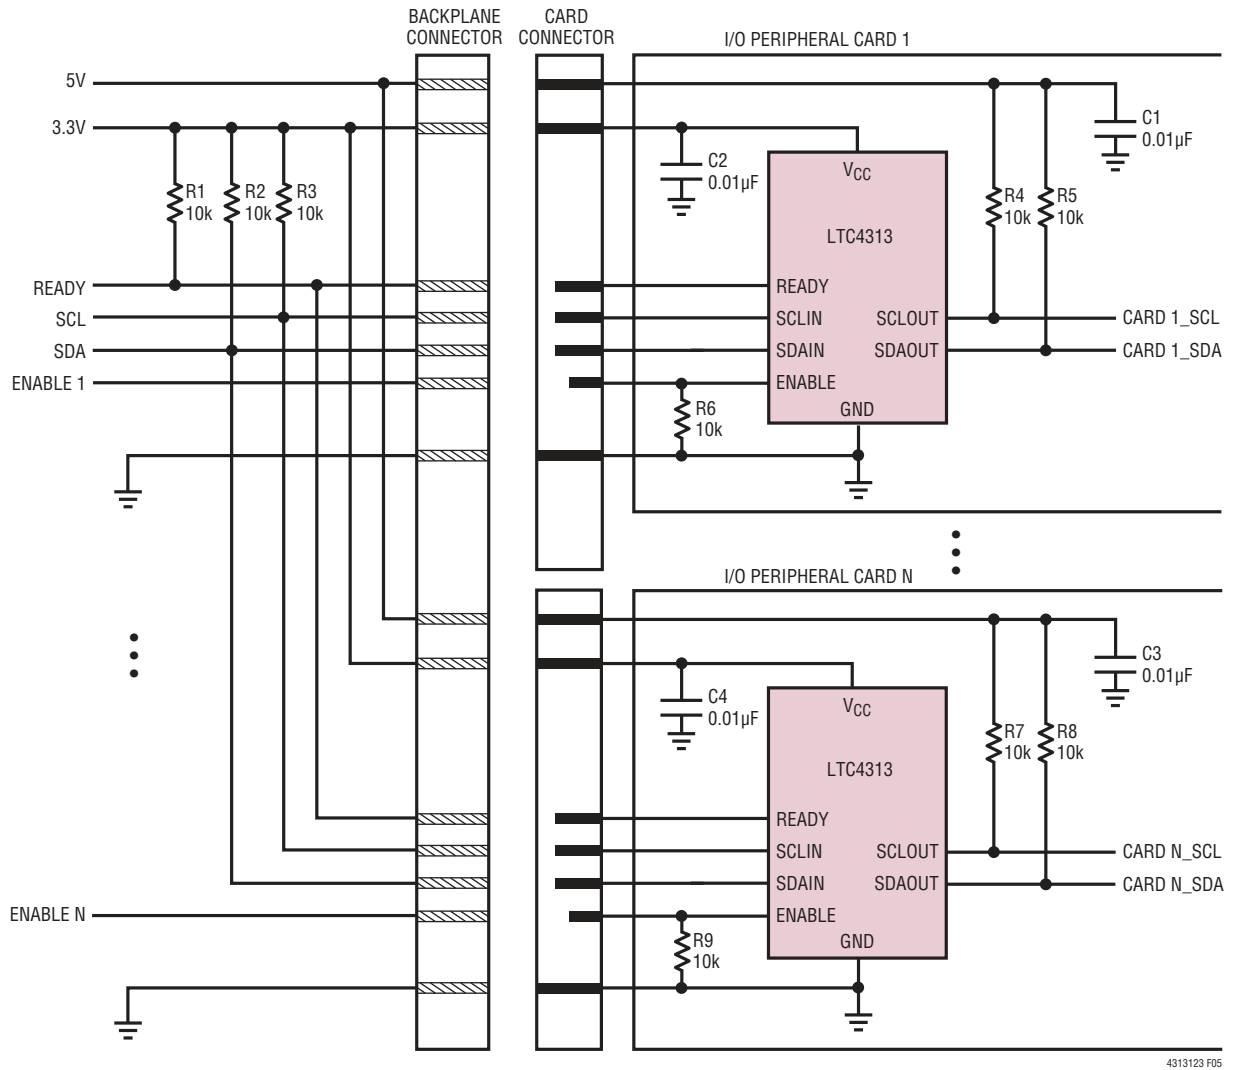 BACKPLANE
CONNECTOR
CARD
CONNECTOR
I/O PERIPHERAL CARD 1
5V
3.3V
C1
0.01µF
C2
0.01µF
VCC
R1
10k
R2
10k
R3
10k
R4
10k
R5
10k
LTC4313
READY
READY
SCL
SCLIN
SCLOUT
CARD 1_SCL
SDA
SDAIN
SDAOUT
CARD 1_SDA
ENABLE 1
ENABLE
R6
10k
GND
I/O PERIPHERAL CARD N
C3
0.01µF
C4
0.01µF
VCC
R7
10k
R8
10k
LTC4313
READY
SCLIN
SCLOUT
CARD N_SCL
SDAIN
SDAOUT
CARD N_SDA
ENABLE N
ENABLE
R9
10k
GND
4313123 F05